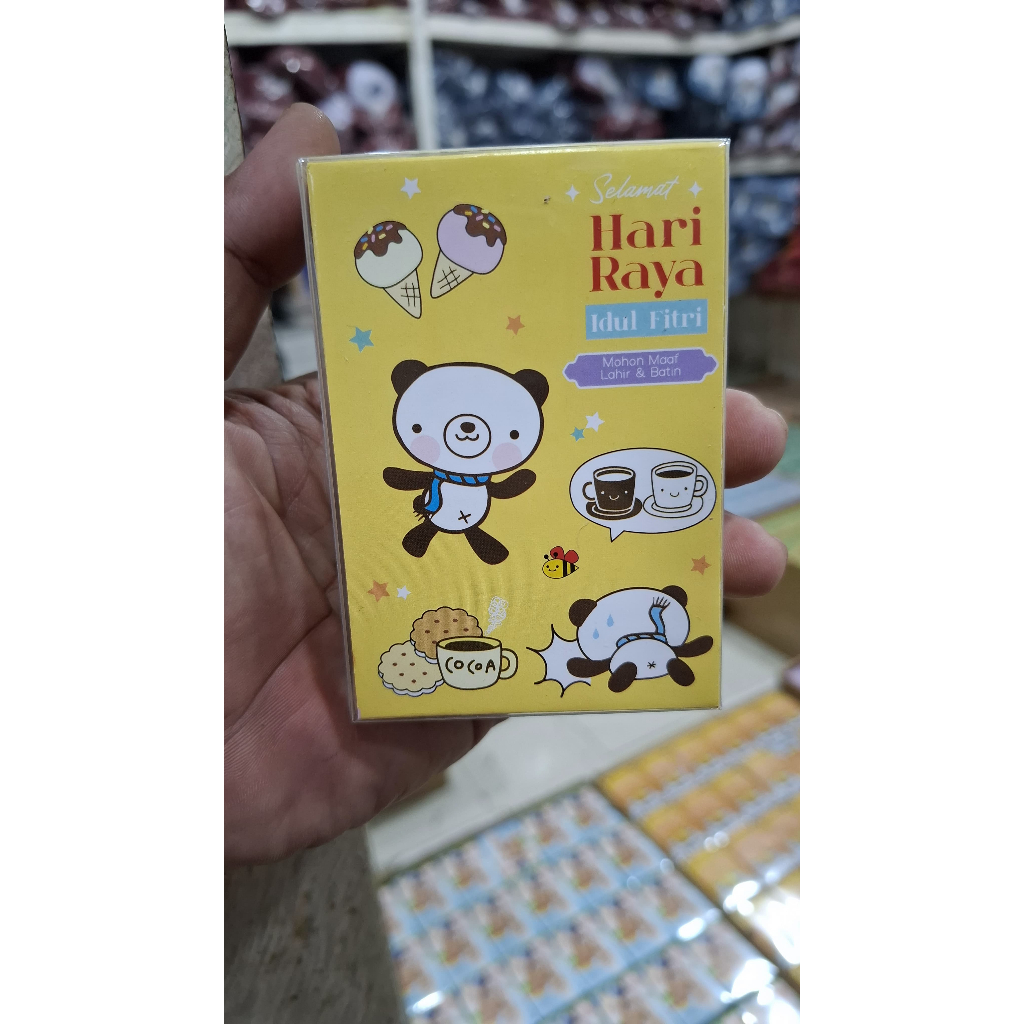 Selamat
Hari
Raya
Idul Fitri
Mohon Maaf
Lahir & Batin
COCOA